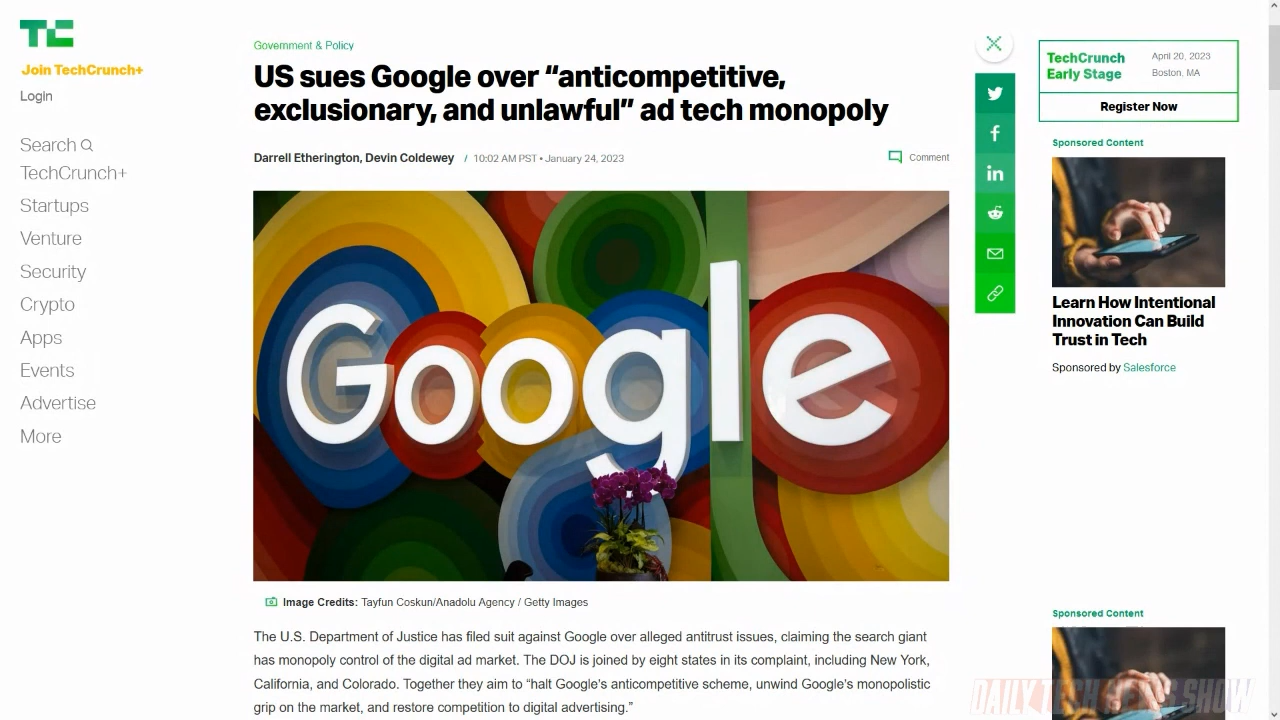 TC
Join TechCrunch+
Login
Search
TechCrunch+
Startups
Venture
Security
Crypto
Apps
Events
Advertise
More
Government & Policy
US sues Google over “anticompetitive,
exclusionary, and unlawful” ad tech monopoly
Darrell Etherington, Devin Coldewey / 10:02 AM PST • January 24, 2023
Comment
Google
Image Credits: Tayfun Coskun/Anadolu Agency / Getty Images
The U.S. Department of Justice has filed suit against Google over alleged antitrust issues, claiming the search giant
has monopoly control of the digital ad market. The DOJ is joined by eight states in its complaint, including New York,
California, and Colorado. Together they aim to “halt Google’s anticompetitive scheme, unwind Google’s monopolistic
grip on the market, and restore competition to digital advertising.”
f
in
TechCrunch
Early Stage
April 20, 2023
Boston, MA
Register Now
Sponsored Content
Learn How Intentional
Innovation Can Build
Trust in Tech
Sponsored by Salesforce
Sponsored Content
DAILY TECH NEWS SHOW